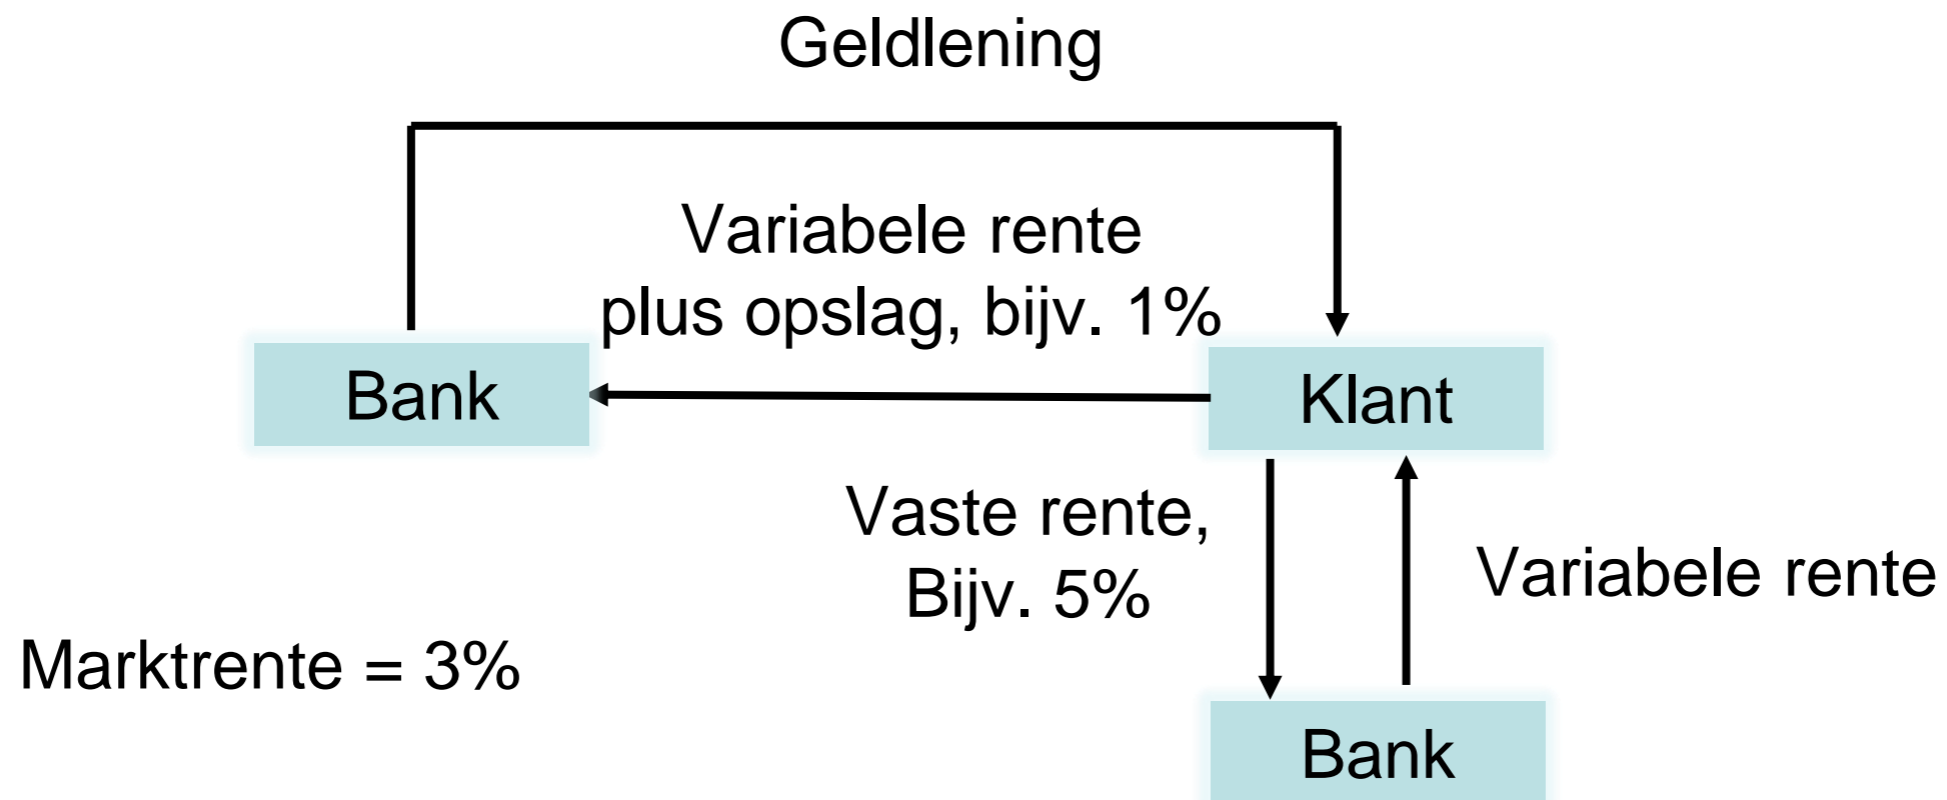 Geldlening
Variabele rente
plus opslag, bijv. 1%
Bank
Klant
Vaste rente,
Bijv. 5%
Variabele rente
Marktrente = 3%
Bank